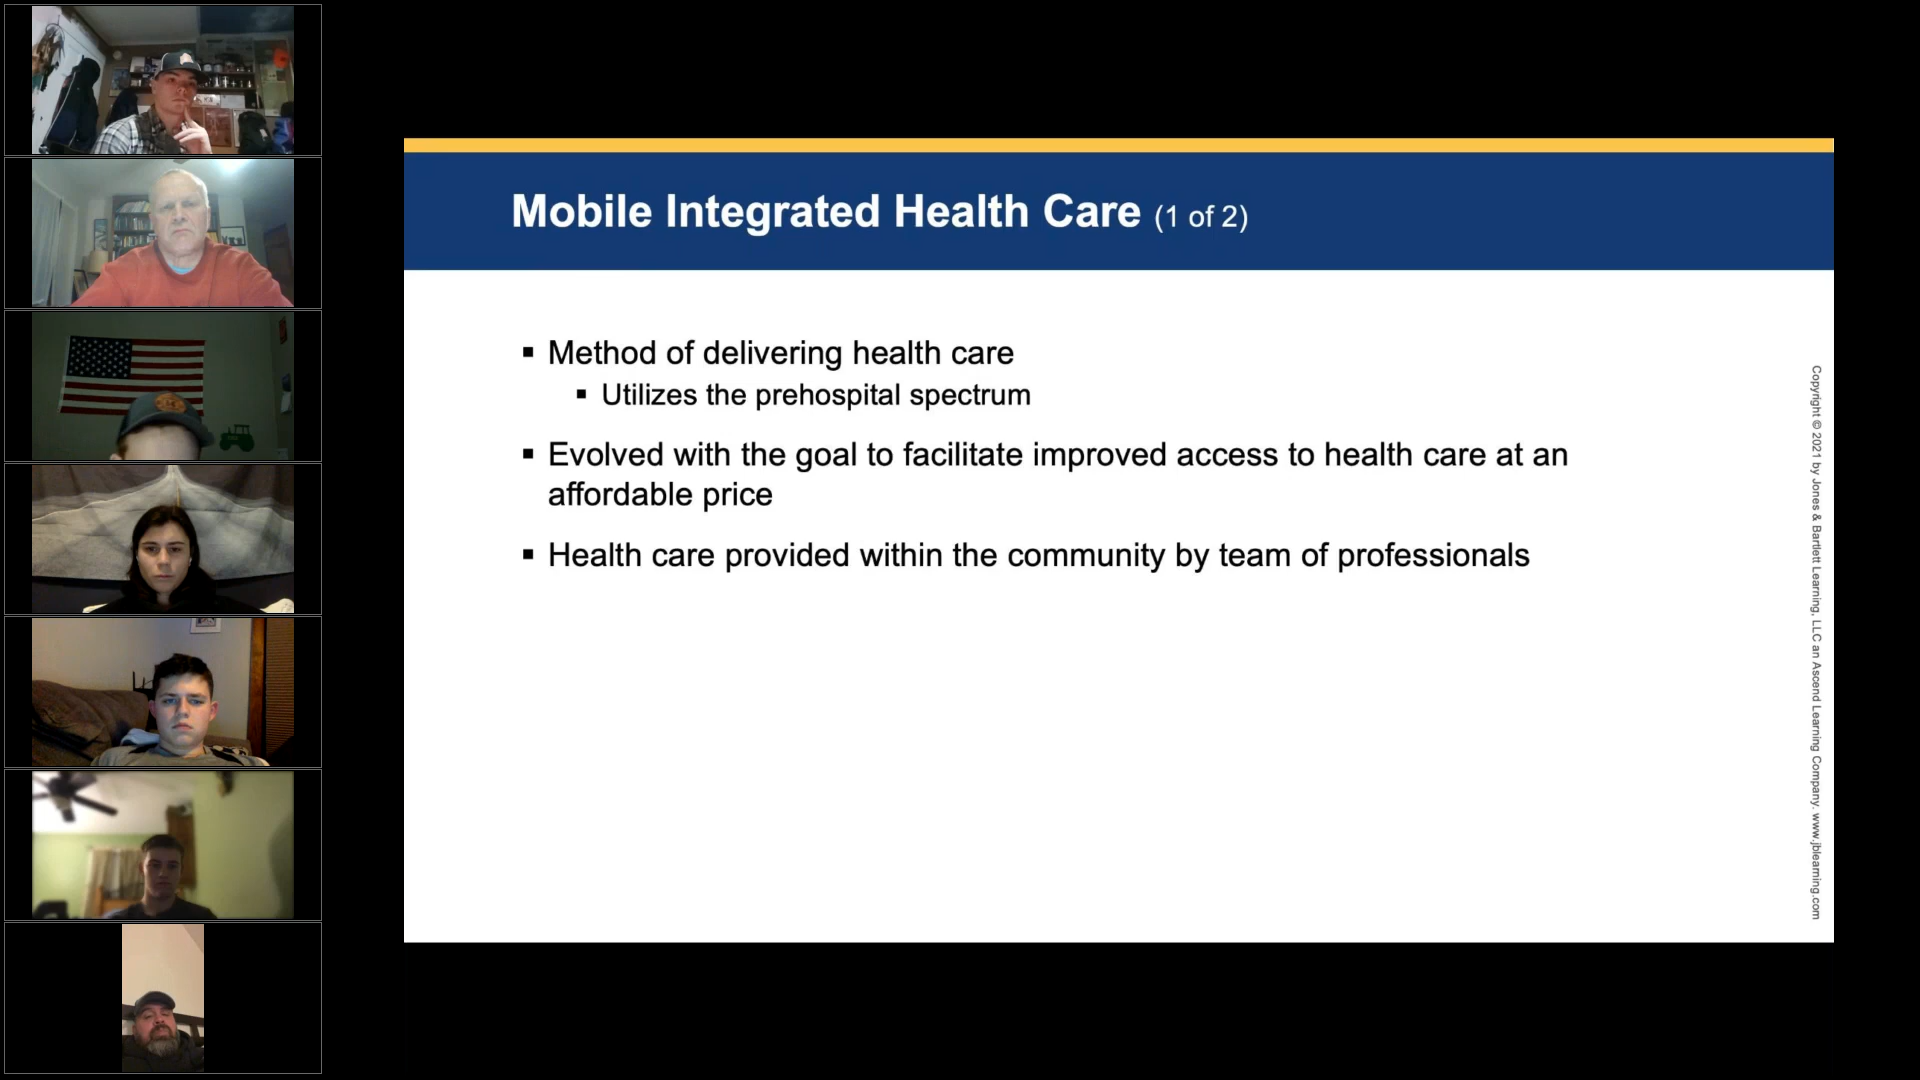 Mobile Integrated Health Care (1 of 2)
▪ Method of delivering health care
▪ Utilizes the prehospital spectrum
▪ Evolved with the goal to facilitate improved access to health care at an
affordable price
▪ Health care provided within the community by team of professionals
Copyright © 2021 by Jones & Bartlett Learning, LLC an Ascend Learning Company. www.jblearning.com